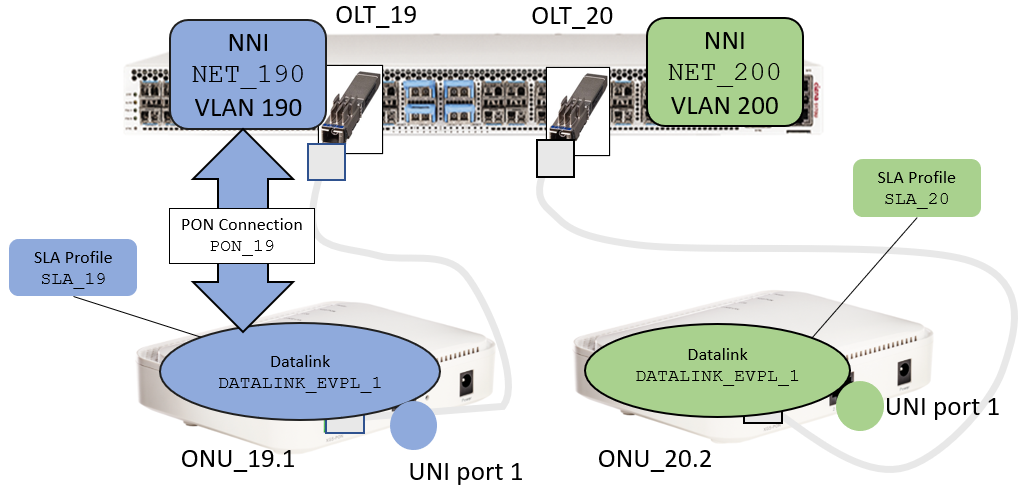 OLT_19
OLT_20
NNI
NET_190
VLAN 190
NNI
NET_200
VLAN 200
SLA Profile
SLA_20
PON Connection
PON_19
SLA Profile
SLA_19
Datalink
DATALINK_EVPL_1
Datalink
DATALINK_EVPL_1
UNI port 1
ONU_19.1
ONU_20.2
UNI port 1